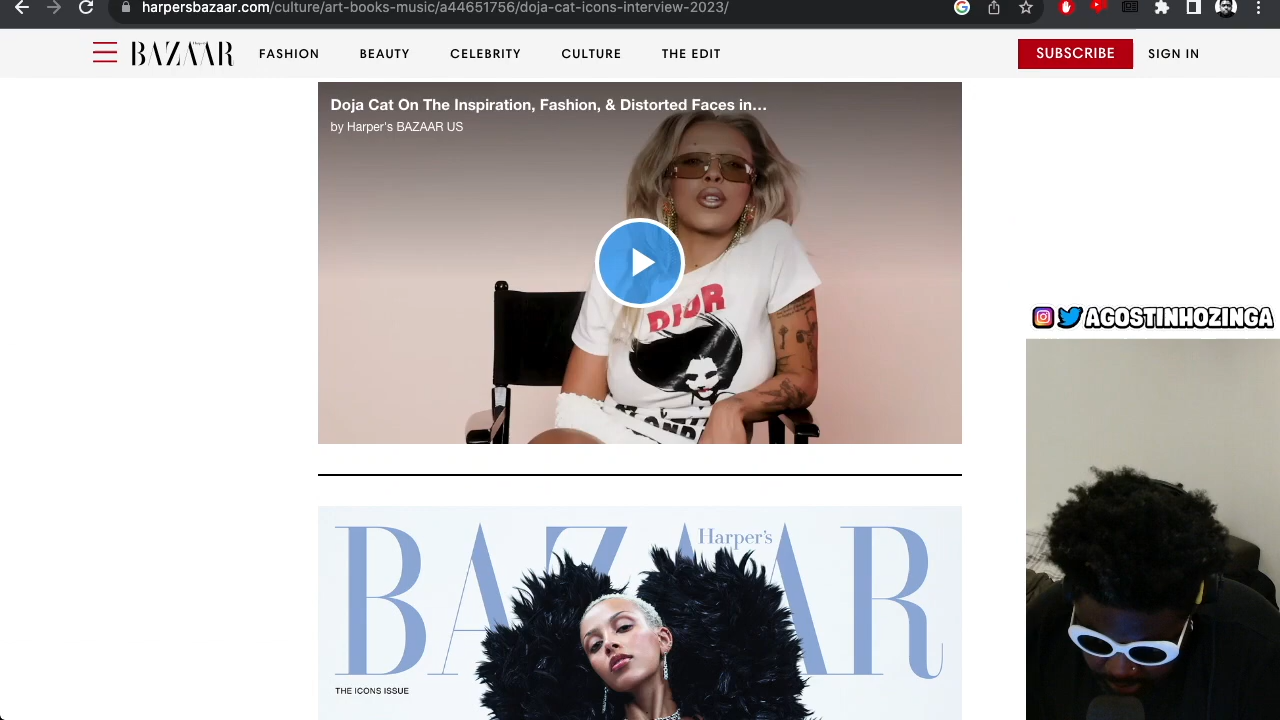 harpersbazaar.com/culture/art-books-music/a44651756/doja-cat-icons-interview-2023/
BAZAAR FASHION BEAUTY CELEBRITY CULTURE THE EDIT SUBSCRIBE SIGN IN
Doja Cat On The Inspiration, Fashion, & Distorted Faces in...
by Harper's BAZAAR US
DIOR
AGOSTINHOZINGA
Harper's
BAZAAR
THE ICONS ISSUE